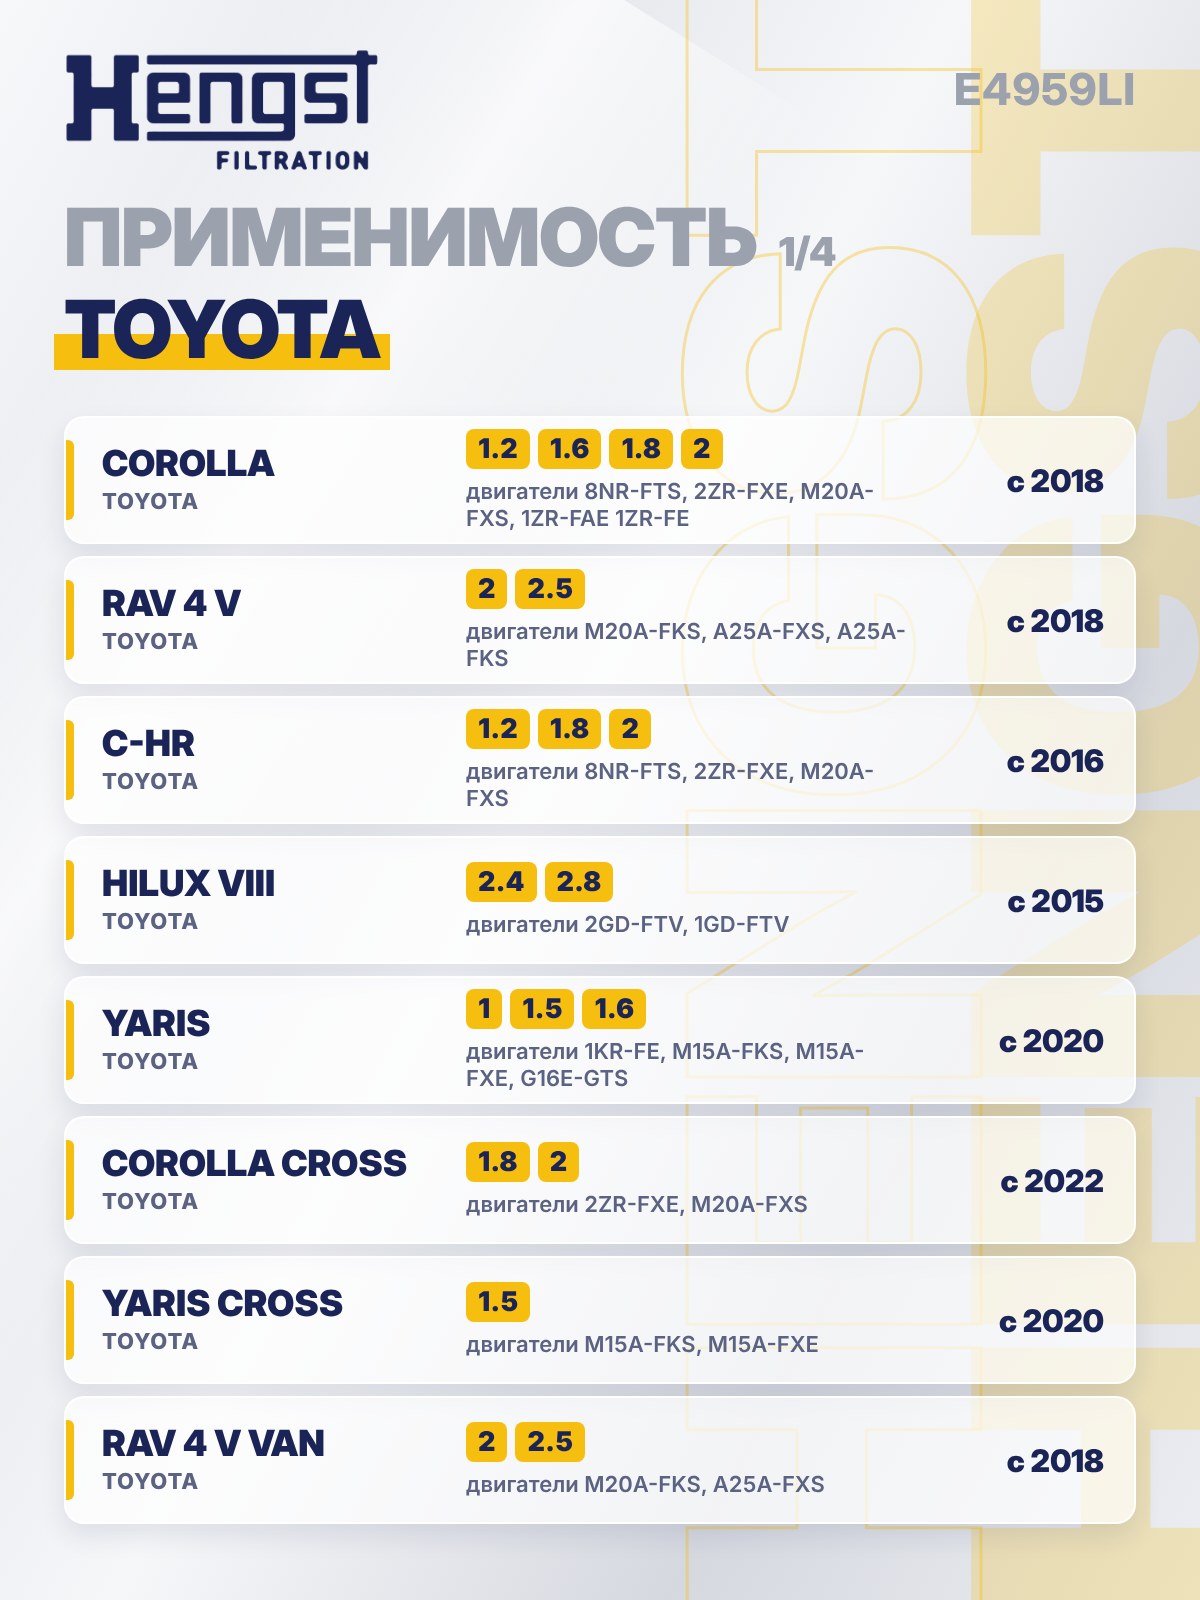 Hengst
FILTRATION
E4959LI
ПРИМЕНИМОСТЬ 1/4
TOYOTA
COROLLA
TOYOTA
1.2 1.6 1.8 2
двигатели 8NR-FTS, 2ZR-FXE, M20A-
FXS, 1ZR-FAE 1ZR-FE
с 2018
RAV 4 V
TOYOTA
2 2.5
двигатели M20A-FKS, A25A-FXS, A25A-
FKS
с 2018
C-HR
TOYOTA
1.2 1.8 2
двигатели 8NR-FTS, 2ZR-FXE, M20A-
FXS
с 2016
HILUX VIII
TOYOTA
2.4 2.8
двигатели 2GD-FTV, 1GD-FTV
с 2015
YARIS
TOYOTA
1 1.5 1.6
двигатели 1KR-FE, M15A-FKS, M15A-
FXE, G16E-GTS
с 2020
COROLLA CROSS
TOYOTA
1.8 2
двигатели 2ZR-FXE, M20A-FXS
с 2022
YARIS CROSS
TOYOTA
1.5
двигатели M15A-FKS, M15A-FXE
с 2020
RAV 4 V VAN
TOYOTA
2 2.5
двигатели M20A-FKS, A25A-FXS
с 2018
HENGST
HENGST